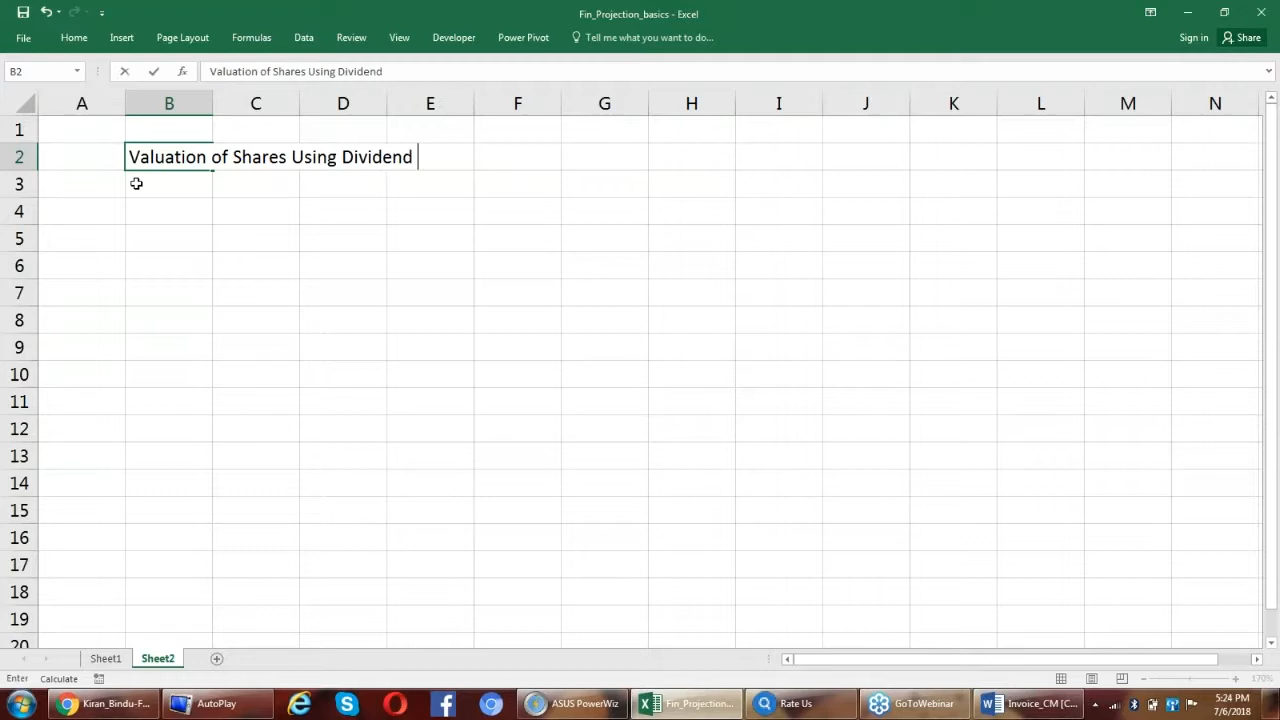 Fin_Projection_basics - Excel
File Home Insert Page Layout Formulas Data Review View Developer Power Pivot Tell me what you want to do... Sign in Share
B2 fx Valuation of Shares Using Dividend
A B C D E F G H I J K L M N
1
2 Valuation of Shares Using Dividend
3
4
5
6
7
8
9
10
11
12
13
14
15
16
17
18
19
20
Sheet1 Sheet2
Enter Calculate 170%
Kiran_Bindu-F... AutoPlay ASUS PowerWiz Fin_Projection... Rate Us GoToWebinar Invoice_CM [C... 5:24 PM
7/6/2018